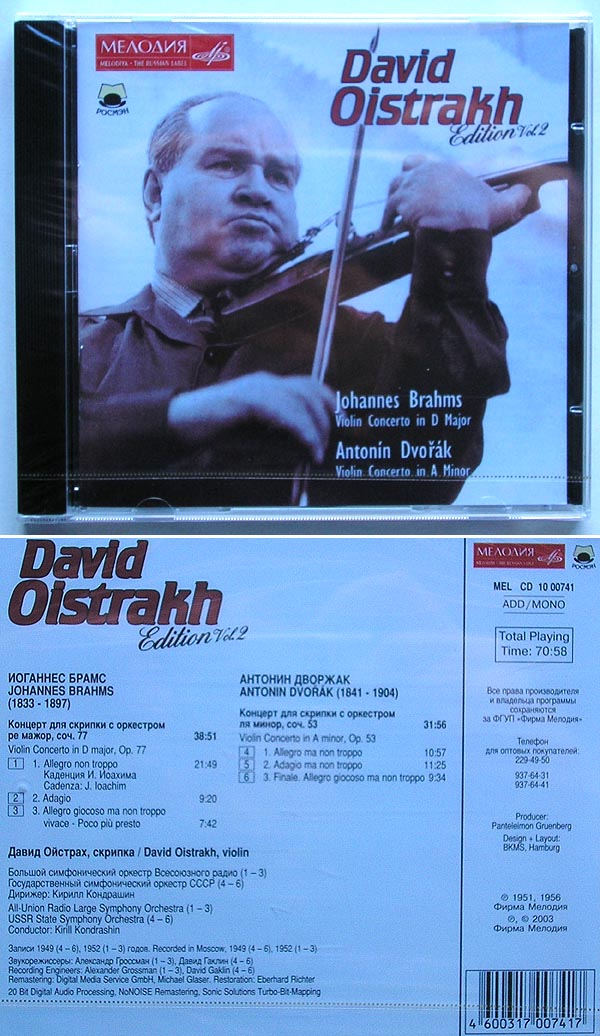 МЕЛОДИЯ
MELODIYA - THE RUSSIAN LABEL
РОСМЭН
David
Oistrakh
Edition Vol.2
Johannes Brahms
Violin Concerto in D Major
Antonín Dvořák
Violin Concerto in A Minor
David
Oistrakh
Edition Vol.2
ИОГАННЕС БРАМС
JOHANNES BRAHMS
(1833 - 1897)
Концерт для скрипки с оркестром
ре мажор, соч. 77 38:51
Violin Concerto in D major, Op. 77
1 1. Allegro non troppo 21:49
Каденция И. Иоахима
Cadenza: J. Ioachim
2 2. Adagio 9:20
3 3. Allegro giocoso ma non troppo
vivace - Poco più presto 7:42
АНТОНИН ДВОРЖАК
ANTONIN DVOŘÁK (1841 - 1904)
Концерт для скрипки с оркестром
ля минор, соч. 53 31:56
Violin Concerto in A minor, Op. 53
4 1. Allegro ma non troppo 10:57
5 2. Adagio ma non troppo 11:25
6 3. Finale. Allegro giocoso ma non troppo 9:34
Давид Ойстрах, скрипка / David Oistrakh, violin
Большой симфонический оркестр Всесоюзного радио (1 – 3)
Государственный симфонический оркестр СССР (4 – 6)
Дирижер: Кирилл Кондрашин
All-Union Radio Large Symphony Orchestra (1 – 3)
USSR State Symphony Orchestra (4 – 6)
Conductor: Kirill Kondrashin
Записи 1949 (4 – 6), 1952 (1 – 3) годов. Recorded in Moscow, 1949 (4 – 6), 1952 (1 – 3)
Звукорежиссеры: Александр Гроссман (1 – 3), Давид Гаклин (4 – 6)
Recording Engineers: Alexander Grossman (1 – 3), David Gaklin (4 – 6)
Remastering: Digital Media Service GmbH, Michael Glaser. Restoration: Eberhard Richter
20 Bit Digital Audio Processing, NoNOISE Remastering, Sonic Solutions Turbo-Bit-Mapping
МЕЛОДИЯ
MELODIYA - THE RUSSIAN LABEL
РОСМЭН
MEL CD 10 00741
ADD/MONO
Total Playing
Time: 70:58
Все права производителя
и владельца программы
сохраняются
за ФГУП «Фирма Мелодия»
Телефон
для оптовых покупателей:
229-49-50
937-64-31
937-64-41
Producer:
Panteleimon Gruenberg
Design + Layout:
BKMS, Hamburg
℗ 1951, 1956
Фирма Мелодия
℗, © 2003
Фирма Мелодия
4 600317 007417